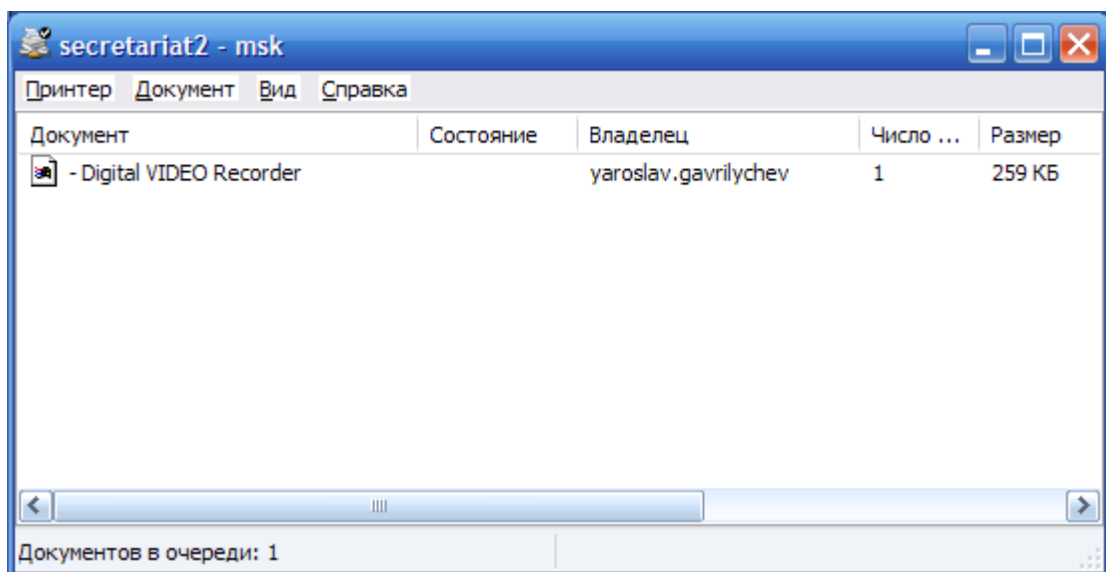 secretariat2 - msk
Принтер Документ Вид Справка
Документ Состояние Владелец Число ... Размер
- Digital VIDEO Recorder yaroslav.gavrilychev 1 259 КБ
Документов в очереди: 1